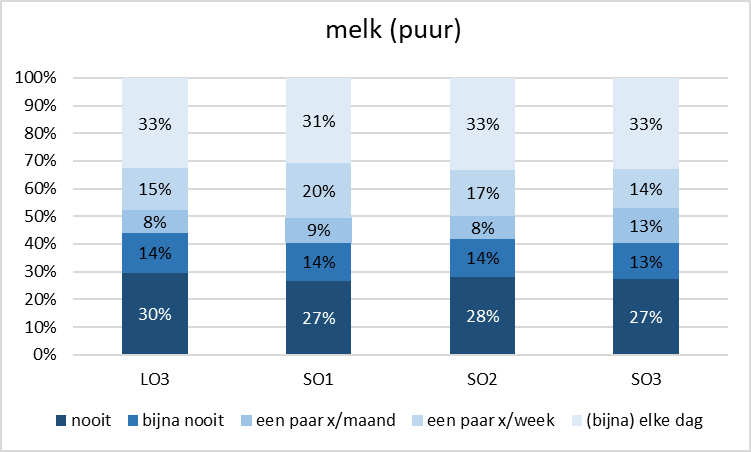 melk (puur)
100%
90%
80%
70%
60%
50%
40%
30%
20%
10%
0%
33% 31% 33% 33%
15% 20% 17% 14%
8% 9% 8% 13%
14% 14% 14% 13%
30% 27% 28% 27%
LO3 SO1 SO2 SO3
nooit bijna nooit een paar x/maand een paar x/week (bijna) elke dag